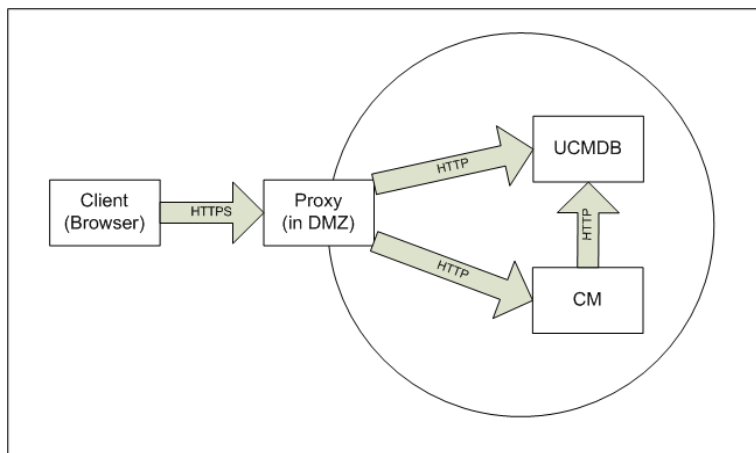 Client
(Browser)
HTTPS
Proxy
(in DMZ)
HTTP
UCMDB
HTTP
HTTP
CM